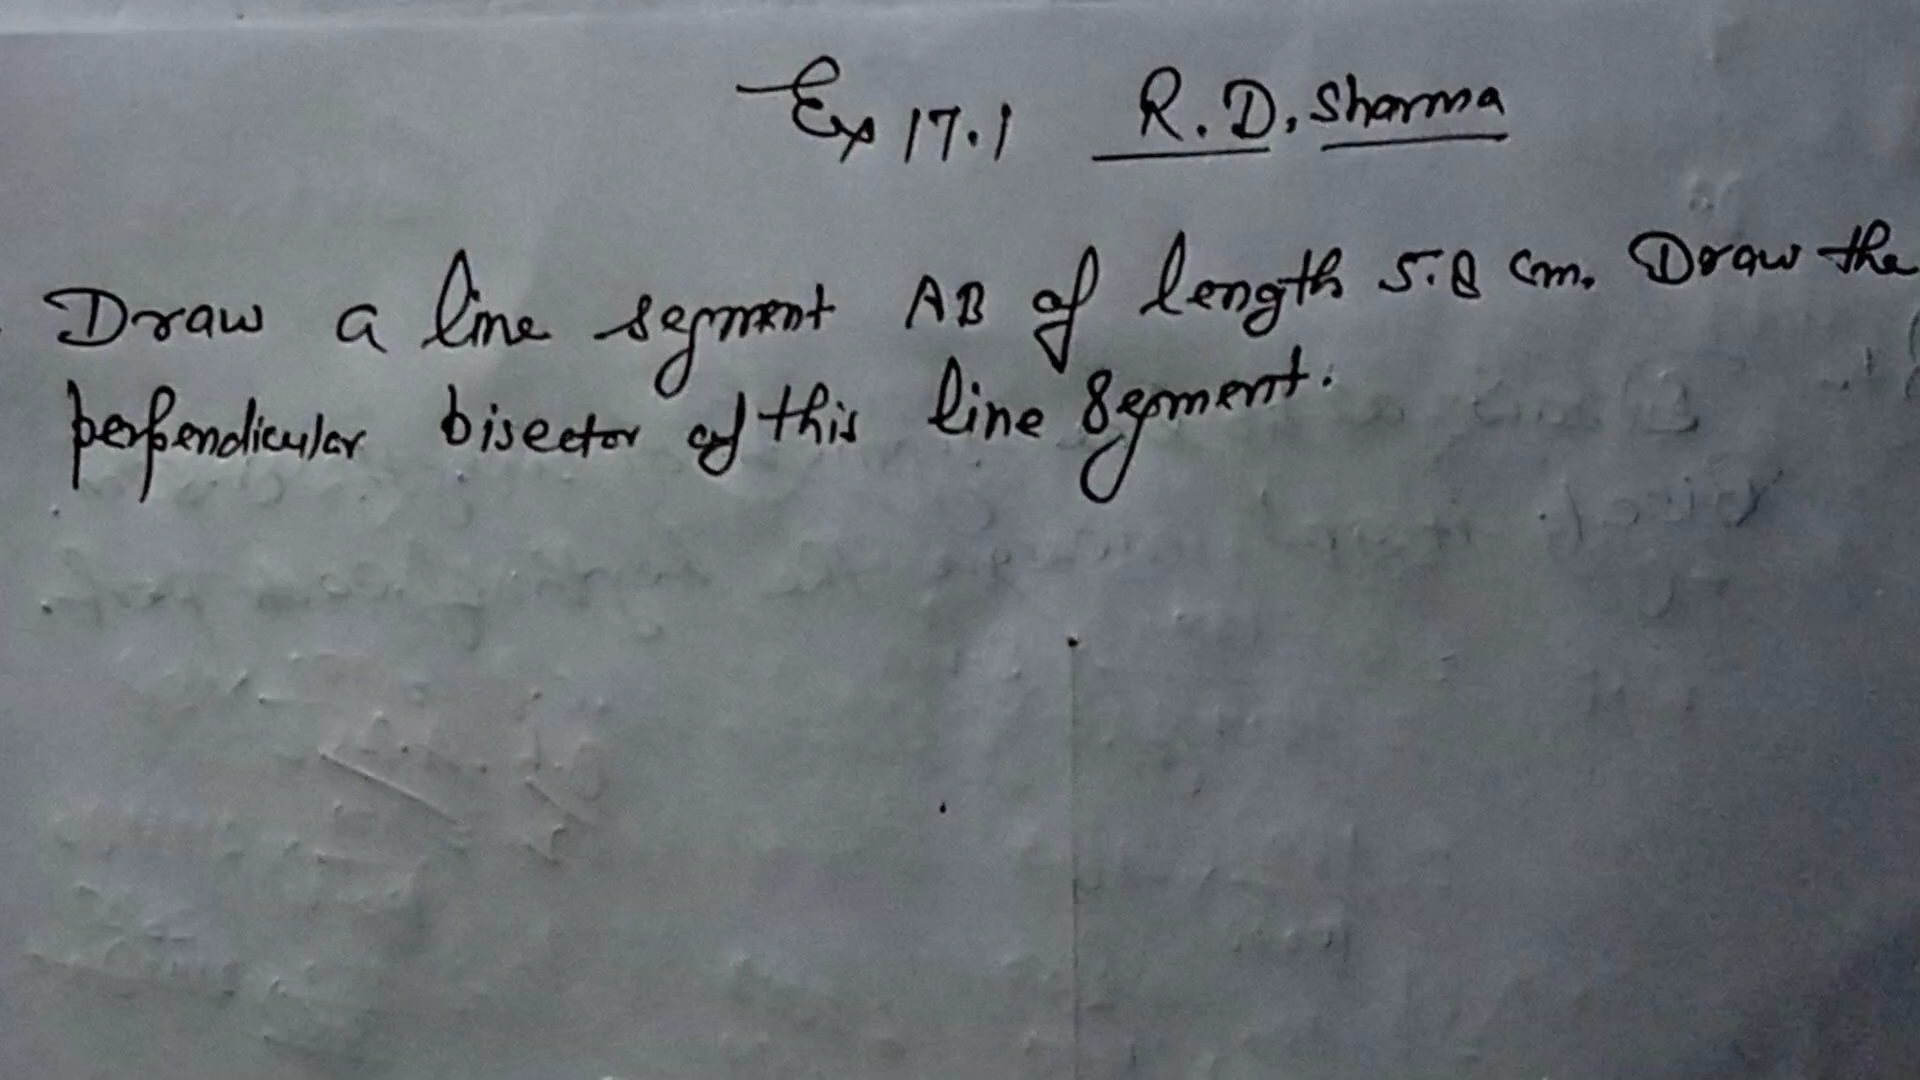 Ex 17.1 R.D. Sharma
Draw a line segment AB of length 5.8 cm. Draw the
perpendicular bisector of this line segment.